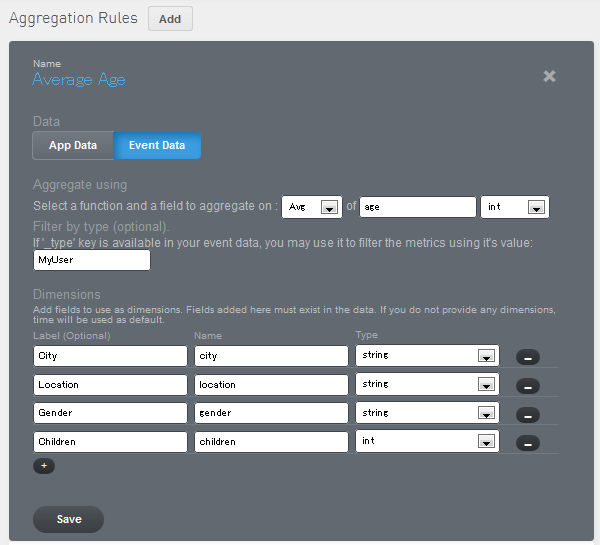 Aggregation Rules Add
Name
Average Age
Data
App Data Event Data
Aggregate using
Select a function and a field to aggregate on : Avg of age int
Filter by type (optional).
If '_type' key is available in your event data, you may use it to filter the metrics using it's value:
MyUser
Dimensions
Add fields to use as dimensions. Fields added here must exist in the data. If you do not provide any dimensions,
time will be used as default.
Label (Optional) Name Type
City city string
Location location string
Gender gender string
Children children int
+
Save